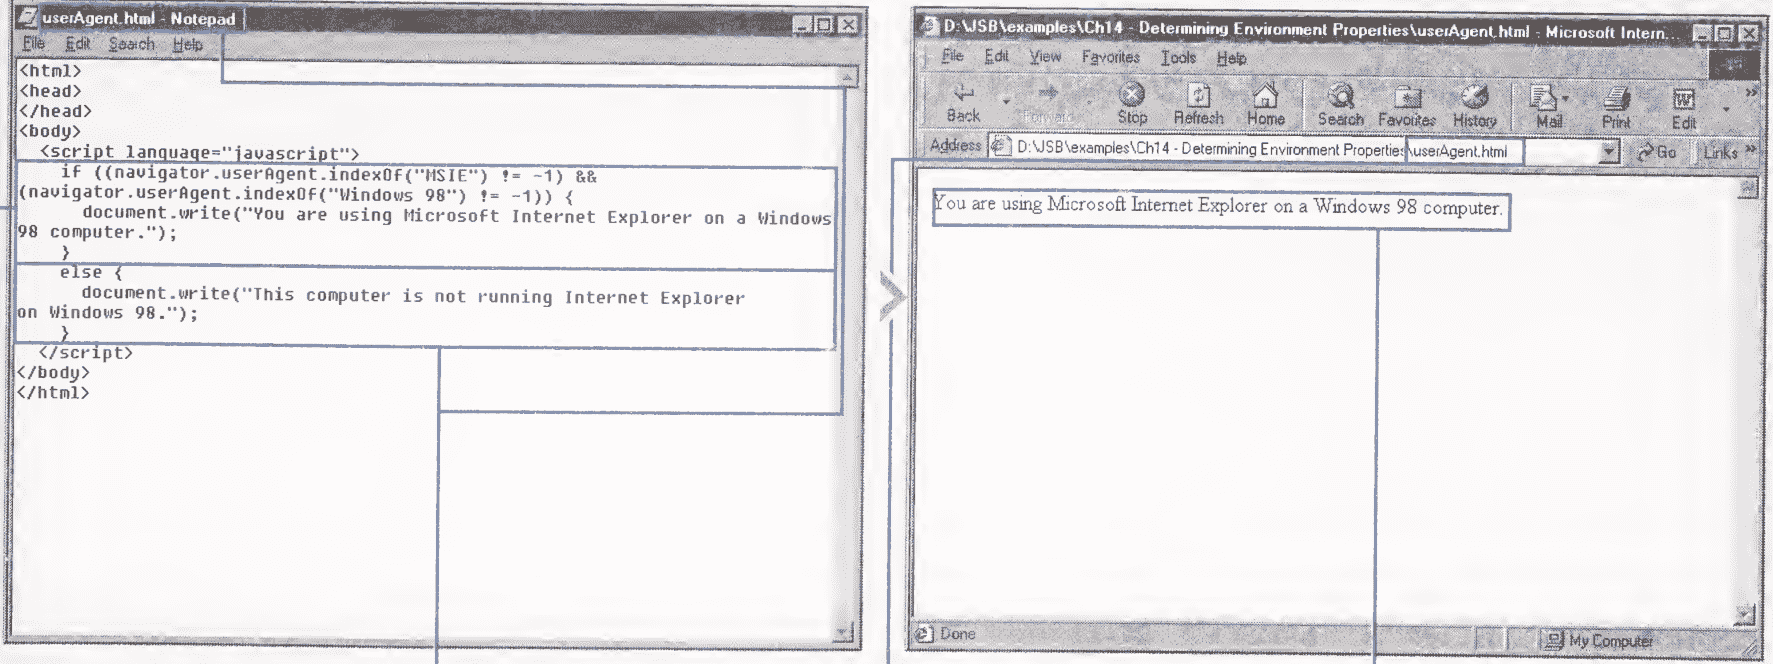 userAgent.html - Notepad
File Edit Search Help
<html>
<head>
</head>
<body>
<script language="javascript">
if ((navigator.userAgent.indexOf("MSIE") != -1) &&
(navigator.userAgent.indexOf("Windows 98") != -1)) {
document.write("You are using Microsoft Internet Explorer on a Windows
98 computer.");
}
else {
document.write("This computer is not running Internet Explorer
on Windows 98.");
}
</script>
</body>
</html>
D:\JSB\examples\Ch14 - Determining Environment Properties\userAgent.html - Microsoft Intern...
File Edit View Favorites Tools Help
Back Forward Stop Refresh Home Search Favorites History Mail Print Edit
Address D:\JSB\examples\Ch14 - Determining Environment Properties\userAgent.html Go Links
You are using Microsoft Internet Explorer on a Windows 98 computer.
Done My Computer